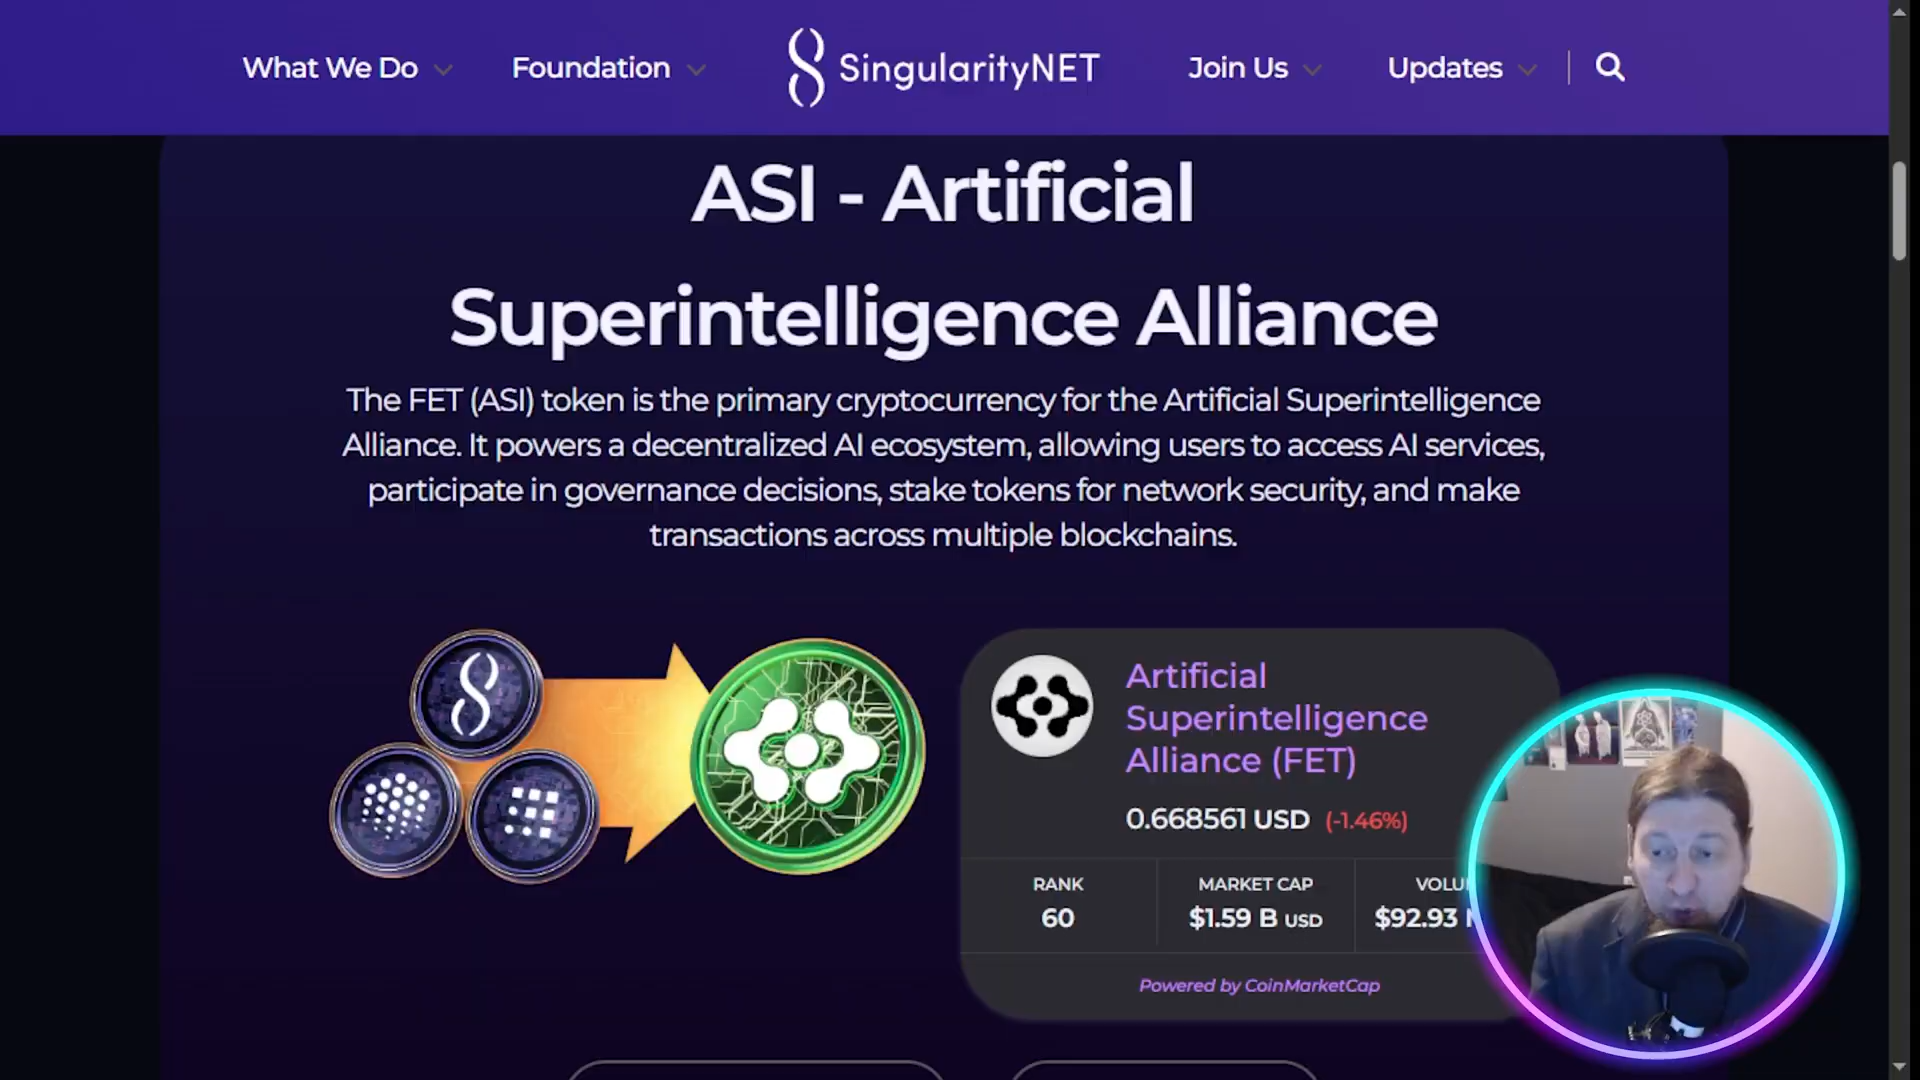 What We Do
Foundation
SingularityNET
Join Us
Updates
ASI - Artificial
Superintelligence Alliance
The FET (ASI) token is the primary cryptocurrency for the Artificial Superintelligence
Alliance. It powers a decentralized AI ecosystem, allowing users to access AI services,
participate in governance decisions, stake tokens for network security, and make
transactions across multiple blockchains.
Artificial
Superintelligence
Alliance (FET)
0.668561 USD (-1.46%)
RANK
60
MARKET CAP
$1.59 B USD
VOLU
$92.93
Powered by CoinMarketCap